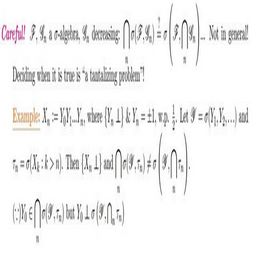 Careful! ℱ, 𝒢ₙ a σ-algebra, 𝒢ₙ decreasing: ⋂ₙ σ(ℱ, 𝒢ₙ) ≟ σ(ℱ, ⋂ₙ 𝒢ₙ)... Not in general!
Deciding when it is true is "a tantalizing problem"!
Example: Xₙ := Y₀Y₁...Yₙ, where {Yₙ ⊥} & Yₙ = ±1, w.p. ½. Let 𝒢 = σ(Y₁, Y₂, ...) and
τₙ = σ(Xₖ : k > n). Then {Xₙ ⊥} and ⋂ₙ σ(𝒢, τₙ) ≠ σ(𝒢, ⋂ₙ τₙ).
(∵) Y₀ ∈ ⋂ₙ σ(𝒢, τₙ) but Y₀ ⊥ σ(𝒢, ⋂ₙ τₙ)